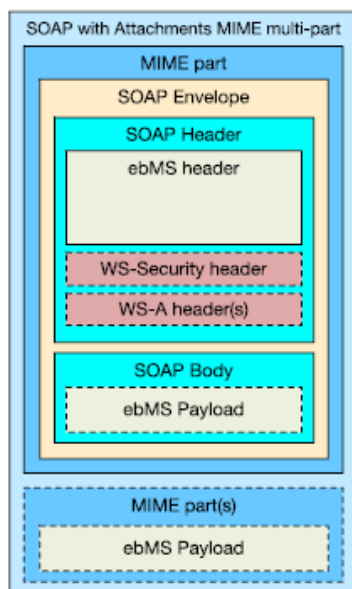 SOAP with Attachments MIME multi-part
MIME part
SOAP Envelope
SOAP Header
ebMS header
WS-Security header
WS-A header(s)
SOAP Body
ebMS Payload
MIME part(s)
ebMS Payload